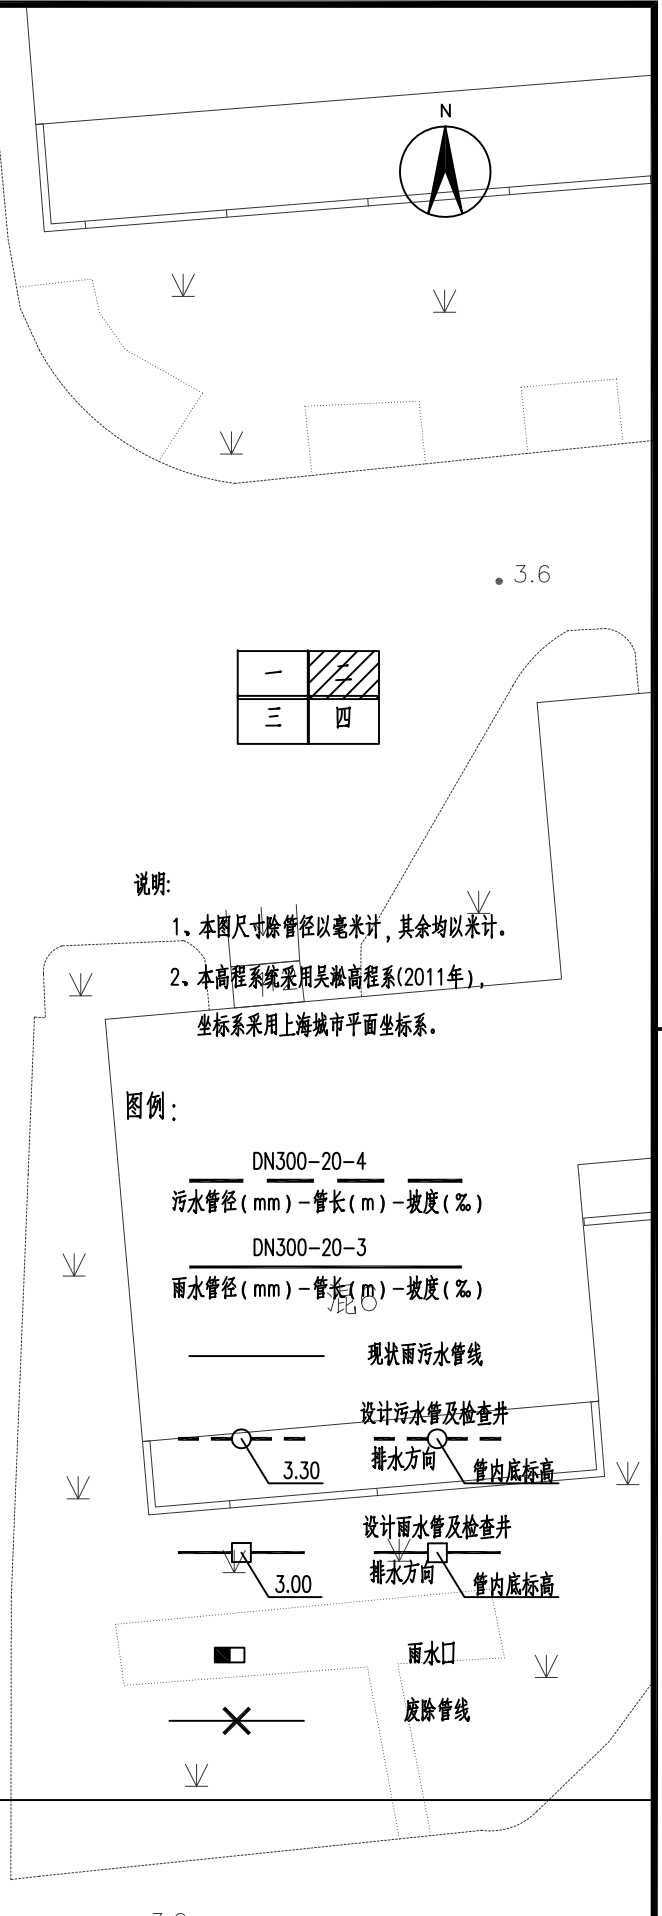 N
3.6
一 二
三 四
说明:
1、本图尺寸除管径以毫米计，其余均以米计。
2、本高程系统采用吴淞高程系(2011年)，
坐标系采用上海城市平面坐标系。
图例：
DN300-20-4
污水管径(mm)-管长(m)-坡度(‰)
DN300-20-3
雨水管径(mm)-管长(m)-坡度(‰)
混6
现状雨污水管线
设计污水管及检查井
排水方向
3.30
管内底标高
设计雨水管及检查井
排水方向
3.00
管内底标高
雨水口
废除管线